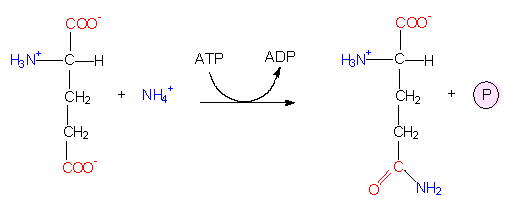 COO⁻
H₃N⁺ C H
CH₂
CH₂
COO⁻
+ NH₄⁺
ATP ADP
COO⁻
H₃N⁺ C H
CH₂
CH₂
C
O NH₂
+ P